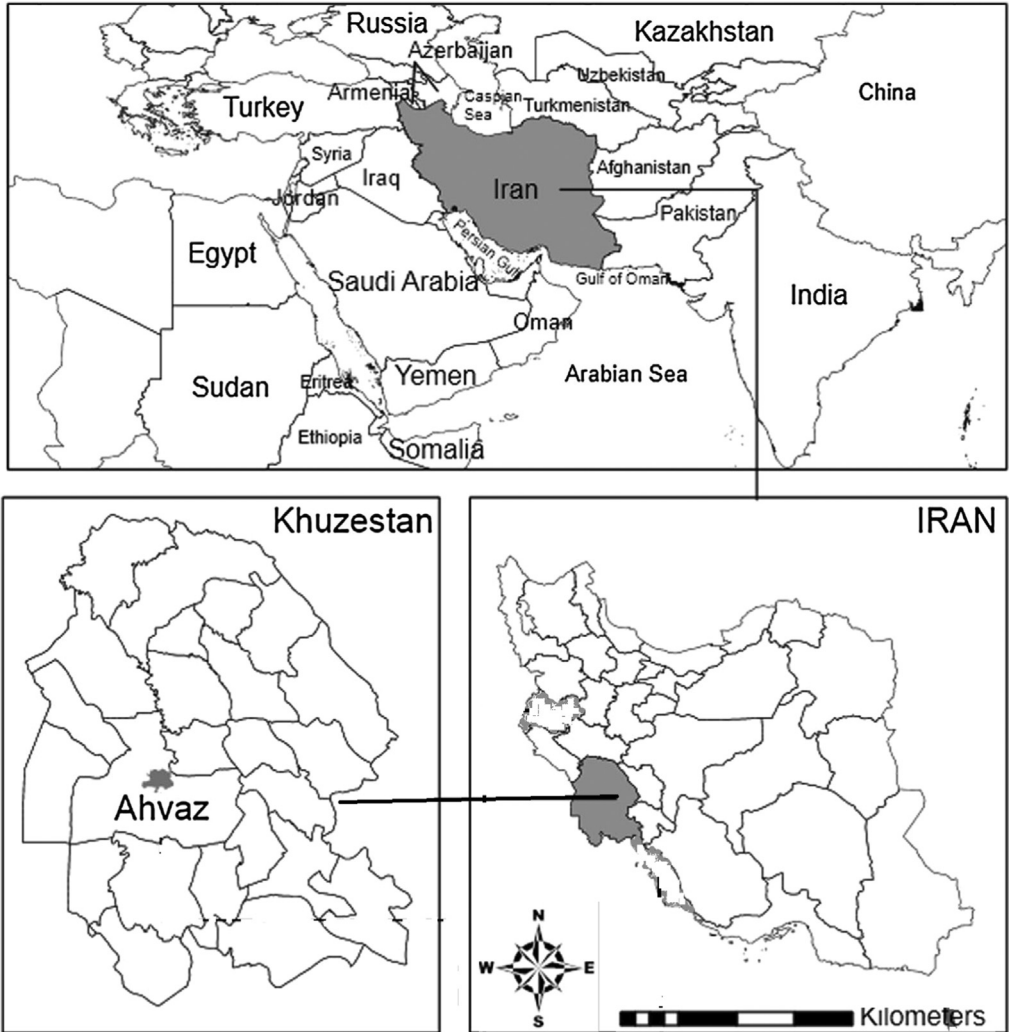 Russia
Kazakhstan
Azerbaijan
Uzbekistan
Armenia
Caspian
Sea
Turkmenistan
China
Turkey
Syria
Afghanistan
Iraq
Iran
Jordan
Pakistan
Egypt
Persian Gulf
Saudi Arabia
Gulf of Oman
India
Oman
Sudan
Eritrea
Yemen
Arabian Sea
Ethiopia
Somalia
Khuzestan
Ahvaz
IRAN
N
W
E
S
Kilometers